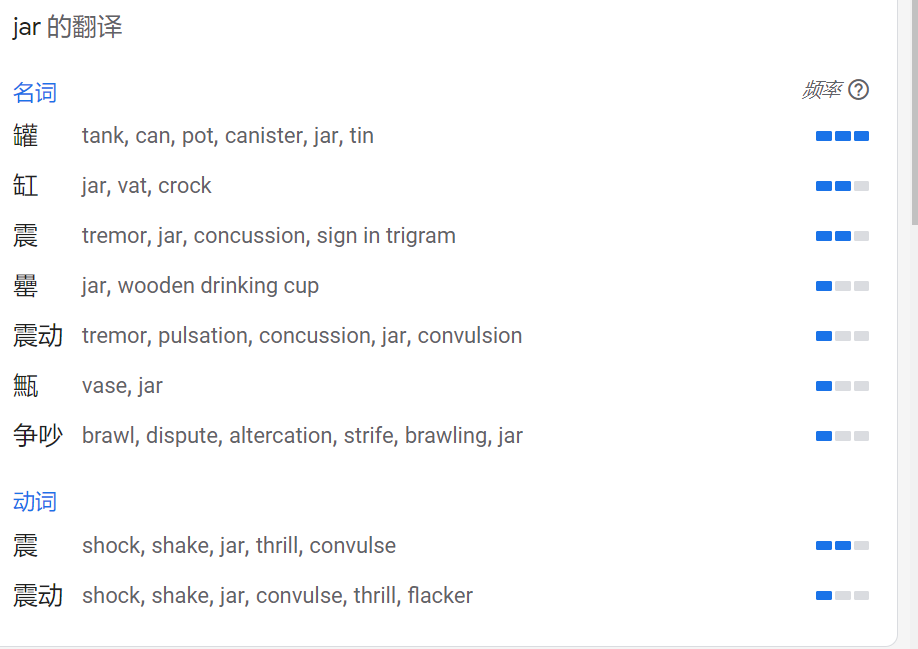 jar 的翻译
名词 频率
罐 tank, can, pot, canister, jar, tin
缸 jar, vat, crock
震 tremor, jar, concussion, sign in trigram
罍 jar, wooden drinking cup
震动 tremor, pulsation, concussion, jar, convulsion
甒 vase, jar
争吵 brawl, dispute, altercation, strife, brawling, jar
动词
震 shock, shake, jar, thrill, convulse
震动 shock, shake, jar, convulse, thrill, flacker